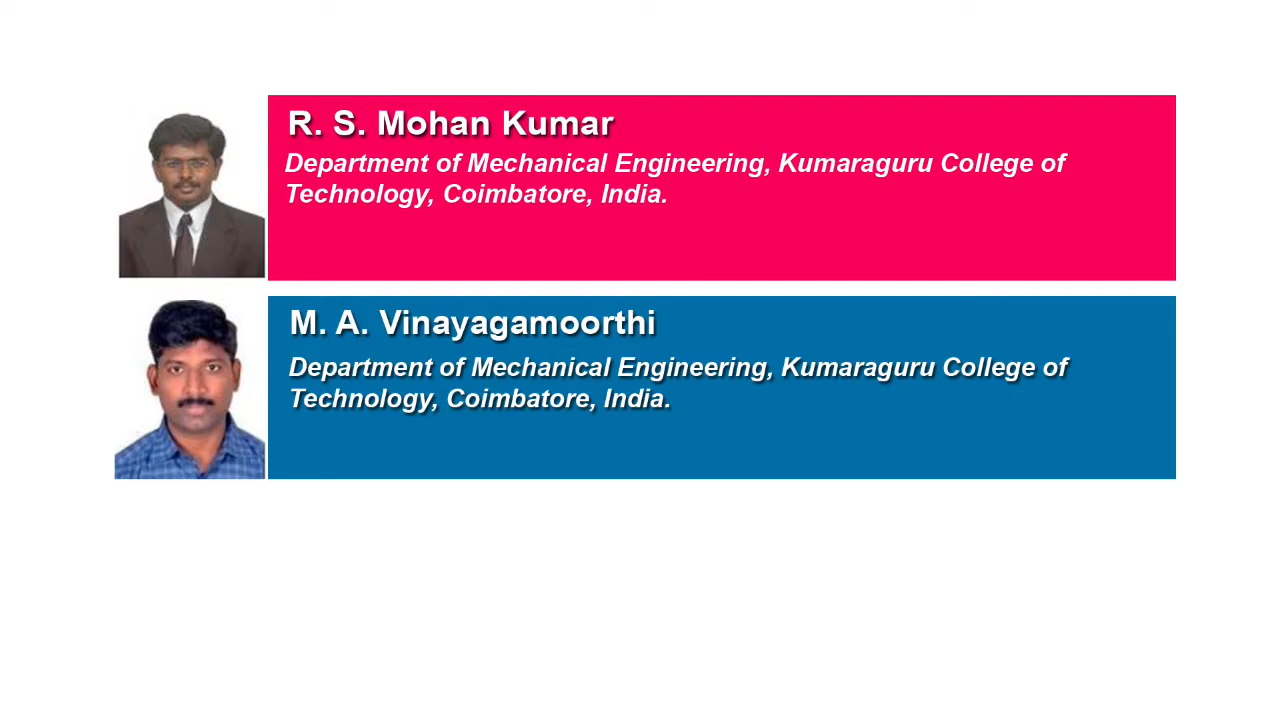 R. S. Mohan Kumar
Department of Mechanical Engineering, Kumaraguru College of
Technology, Coimbatore, India.
M. A. Vinayagamoorthi
Department of Mechanical Engineering, Kumaraguru College of
Technology, Coimbatore, India.